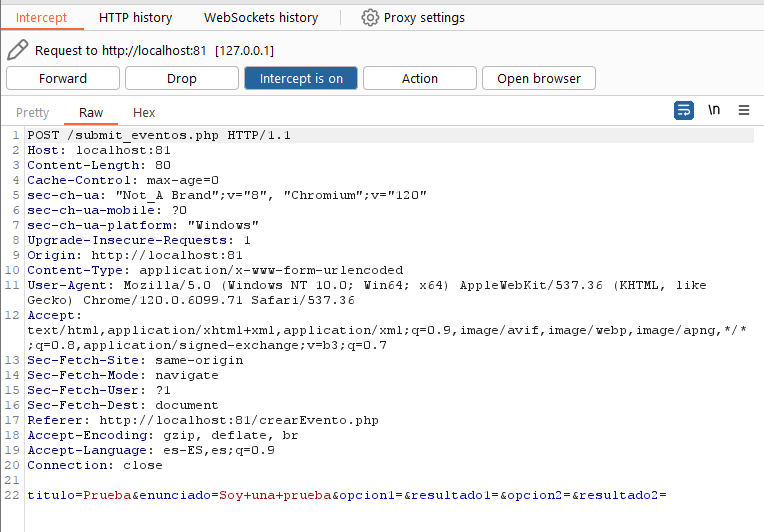 Intercept HTTP history WebSockets history Proxy settings
Request to http://localhost:81 [127.0.0.1]
Forward Drop Intercept is on Action Open browser
Pretty Raw Hex \n
1 POST /submit_eventos.php HTTP/1.1
2 Host: localhost:81
3 Content-Length: 80
4 Cache-Control: max-age=0
5 sec-ch-ua: "Not_A Brand";v="8", "Chromium";v="120"
6 sec-ch-ua-mobile: ?0
7 sec-ch-ua-platform: "Windows"
8 Upgrade-Insecure-Requests: 1
9 Origin: http://localhost:81
10 Content-Type: application/x-www-form-urlencoded
11 User-Agent: Mozilla/5.0 (Windows NT 10.0; Win64; x64) AppleWebKit/537.36 (KHTML, like
Gecko) Chrome/120.0.6099.71 Safari/537.36
12 Accept:
text/html,application/xhtml+xml,application/xml;q=0.9,image/avif,image/webp,image/apng,*/*
;q=0.8,application/signed-exchange;v=b3;q=0.7
13 Sec-Fetch-Site: same-origin
14 Sec-Fetch-Mode: navigate
15 Sec-Fetch-User: ?1
16 Sec-Fetch-Dest: document
17 Referer: http://localhost:81/crearEvento.php
18 Accept-Encoding: gzip, deflate, br
19 Accept-Language: es-ES,es;q=0.9
20 Connection: close
21
22 titulo=Prueba&enunciado=Soy+una+prueba&opcion1=&resultado1=&opcion2=&resultado2=